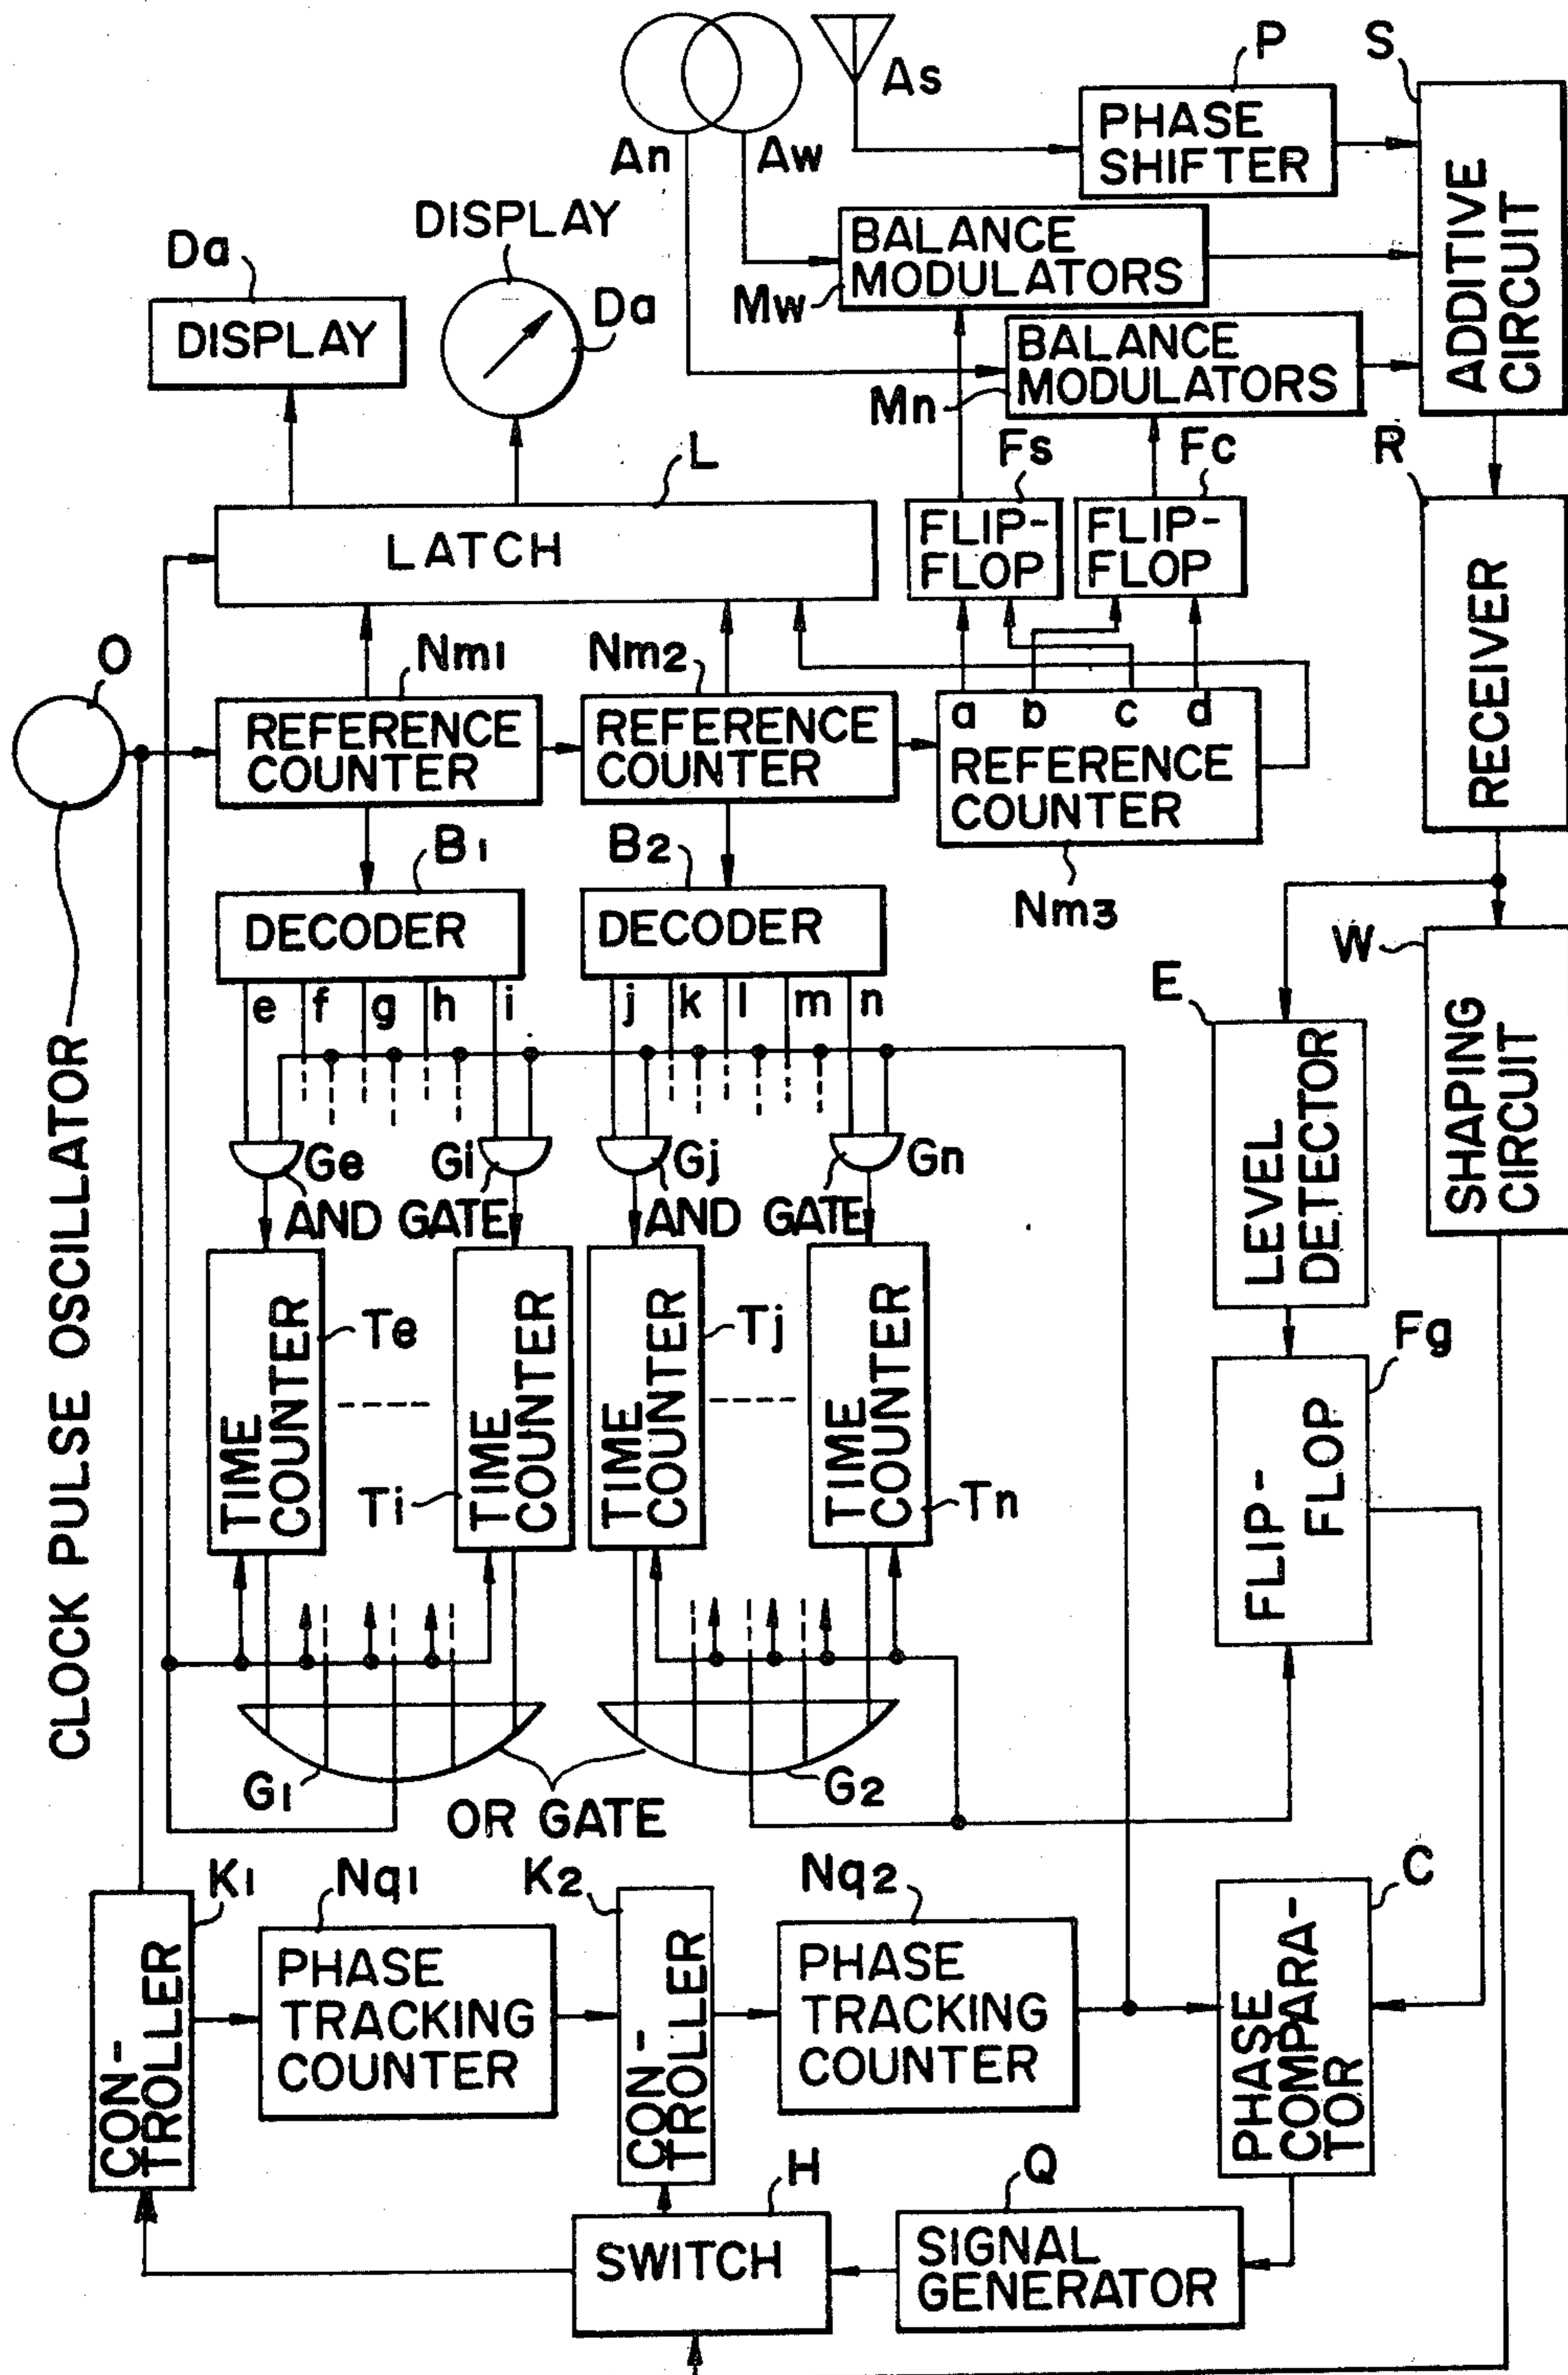 P
S
As
PHASE
SHIFTER
An
Aw
ADDITIVE
CIRCUIT
DISPLAY
Da
BALANCE
MODULATORS
Mw
Da
DISPLAY
BALANCE
MODULATORS
Mn
L
Fs
Fc
R
LATCH
FLIP-
FLOP
FLIP-
FLOP
RECEIVER
O
Nm1
Nm2
a b c d
REFERENCE
COUNTER
REFERENCE
COUNTER
REFERENCE
COUNTER
Nm3
B1
B2
DECODER
DECODER
W
E
e f g h i
j k l m n
SHAPING
CIRCUIT
LEVEL
DETECTOR
CLOCK PULSE OSCILLATOR
Ge
Gi
Gj
Gn
AND GATE
AND GATE
TIME
COUNTER
Te
TIME
COUNTER
Ti
TIME
COUNTER
Tj
TIME
COUNTER
Tn
Fg
FLIP-
FLOP
G1
G2
OR GATE
K1
Nq1
K2
Nq2
C
CON-
TROLLER
PHASE
TRACKING
COUNTER
CON-
TROLLER
PHASE
TRACKING
COUNTER
PHASE
COMPARA-
TOR
H
Q
SWITCH
SIGNAL
GENERATOR